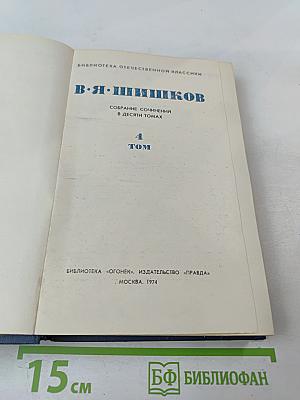 БИБЛИОТЕКА ОТЕЧЕСТВЕННОЙ КЛАССИКИ
В·Я·ШИШКОВ
СОБРАНИЕ СОЧИНЕНИЙ
В ДЕСЯТИ ТОМАХ
4
ТОМ
БИБЛИОТЕКА «ОГОНЕК». ИЗДАТЕЛЬСТВО «ПРАВДА»
МОСКВА. 1974
15 см
БФ БИБЛИОФАН